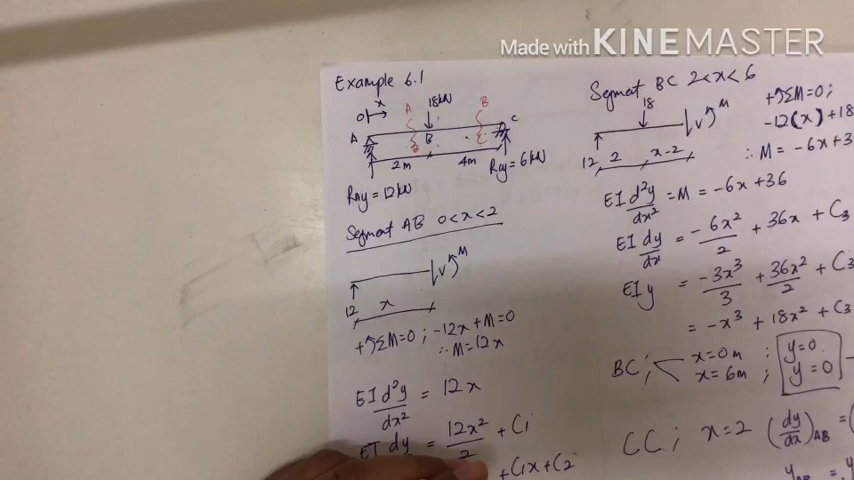 Made with KINEMASTER
Example 6.1
0 x
A 18kN B C
A B
2m 4m
RAy = 12kN
RCy = 6kN
Segment AB 0<x<2
M
V
12 x
+↶ΣM=0; -12x + M = 0
∴ M = 12x
EI d²y/dx² = 12x
EI dy = 12x²/2 + C1
+ C1x + C2
Segment BC 2<x<6
18
V M
12 2 x-2
+↶ΣM=0;
-12(x) + 18
∴ M = -6x + 3
EI d²y/dx² = M = -6x + 36
EI dy/dx = -6x²/2 + 36x + C3
EI y = -3x³/3 + 36x²/2 + C3
= -x³ + 18x² + C3
BC; x=0m ; y=0
x=6m ; y=0
CC; x=2 (dy/dx)AB = (
yAB = y